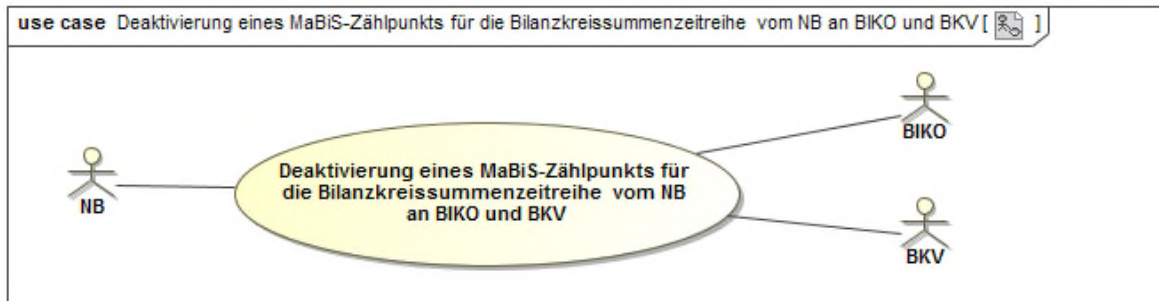 use case Deaktivierung eines MaBiS-Zählpunkts für die Bilanzkreissummenzeitreihe vom NB an BIKO und BKV [ ]
BIKO
Deaktivierung eines MaBiS-Zählpunkts für
die Bilanzkreissummenzeitreihe vom NB
an BIKO und BKV
NB
BKV